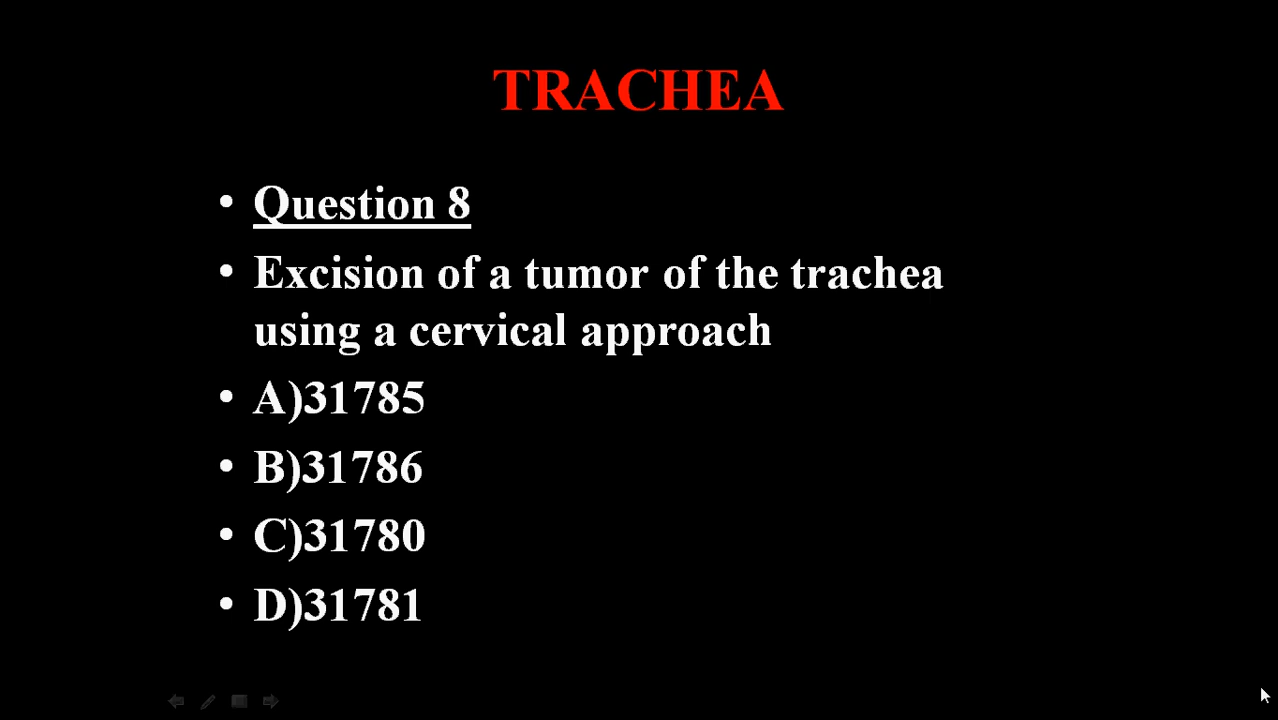 TRACHEA
• Question 8
• Excision of a tumor of the trachea
using a cervical approach
• A)31785
• B)31786
• C)31780
• D)31781